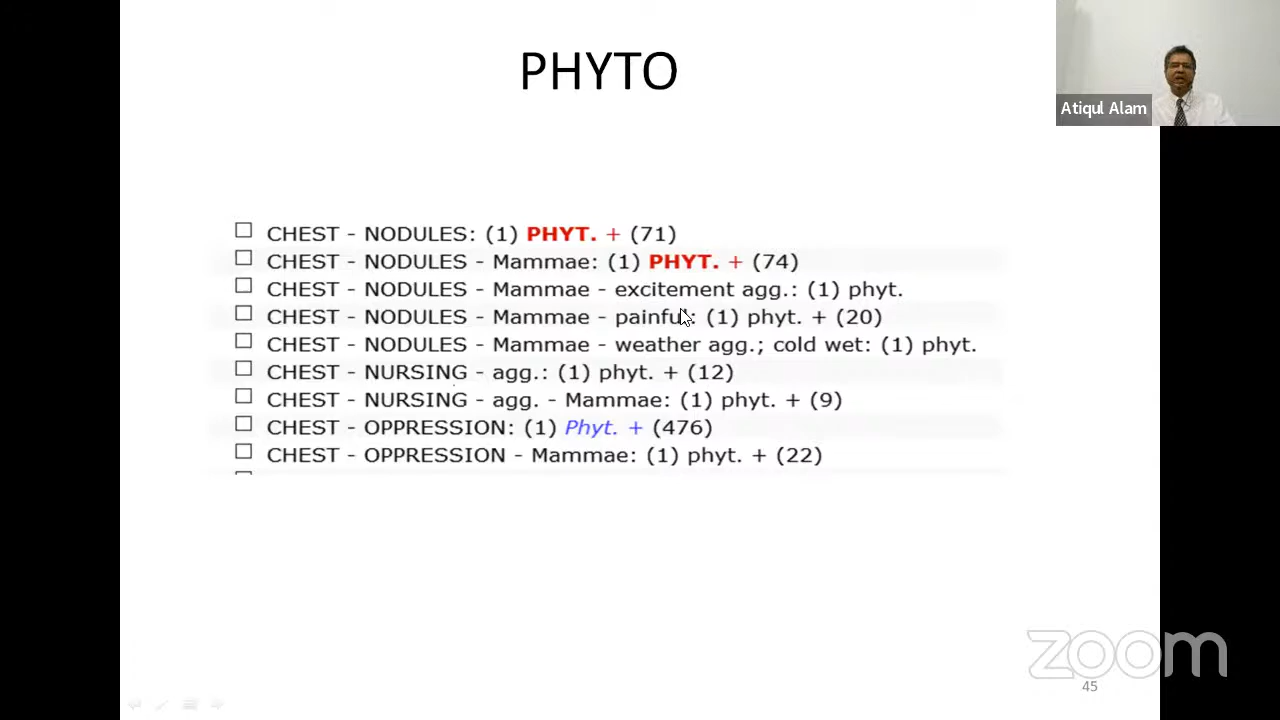 PHYTO
Atiqul Alam
CHEST - NODULES: (1) PHYT. + (71)
CHEST - NODULES - Mammae: (1) PHYT. + (74)
CHEST - NODULES - Mammae - excitement agg.: (1) phyt.
CHEST - NODULES - Mammae - painful: (1) phyt. + (20)
CHEST - NODULES - Mammae - weather agg.; cold wet: (1) phyt.
CHEST - NURSING - agg.: (1) phyt. + (12)
CHEST - NURSING - agg. - Mammae: (1) phyt. + (9)
CHEST - OPPRESSION: (1) Phyt. + (476)
CHEST - OPPRESSION - Mammae: (1) phyt. + (22)
zoom
45